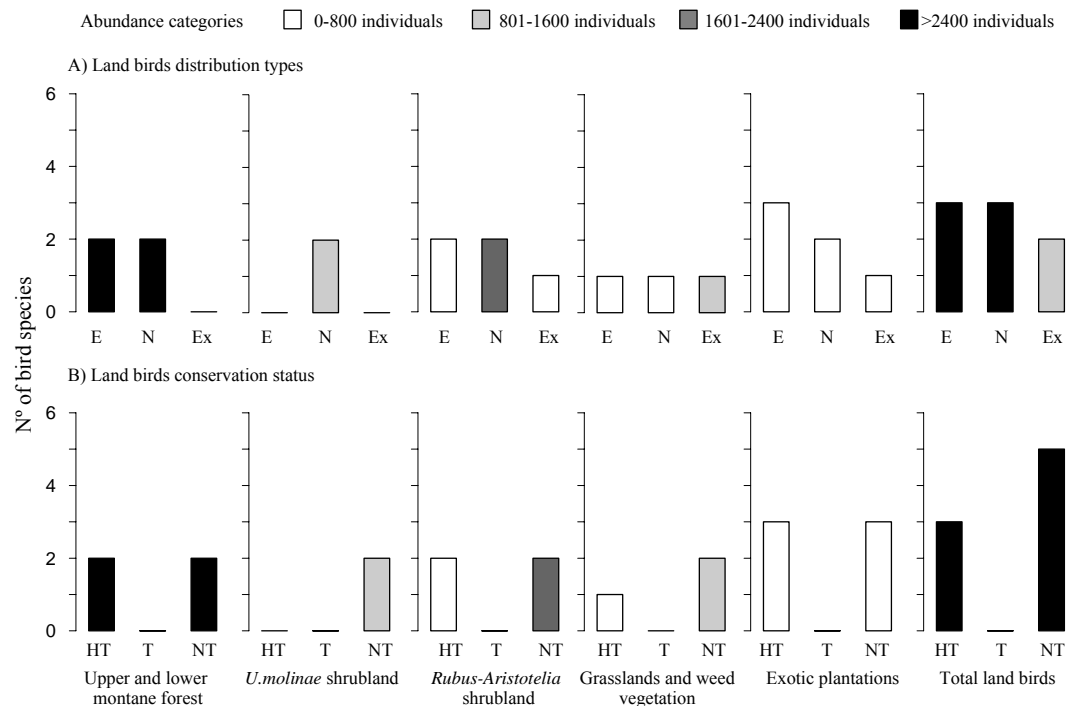 Abundance categories 0-800 individuals 801-1600 individuals 1601-2400 individuals >2400 individuals
A) Land birds distribution types
6
4
2
0
E N Ex E N Ex E N Ex E N Ex E N Ex E N Ex
Nº of bird species
B) Land birds conservation status
6
4
2
0
HT T NT HT T NT HT T NT HT T NT HT T NT HT T NT
Upper and lower montane forest
U.molinae shrubland
Rubus-Aristotelia shrubland
Grasslands and weed vegetation
Exotic plantations
Total land birds